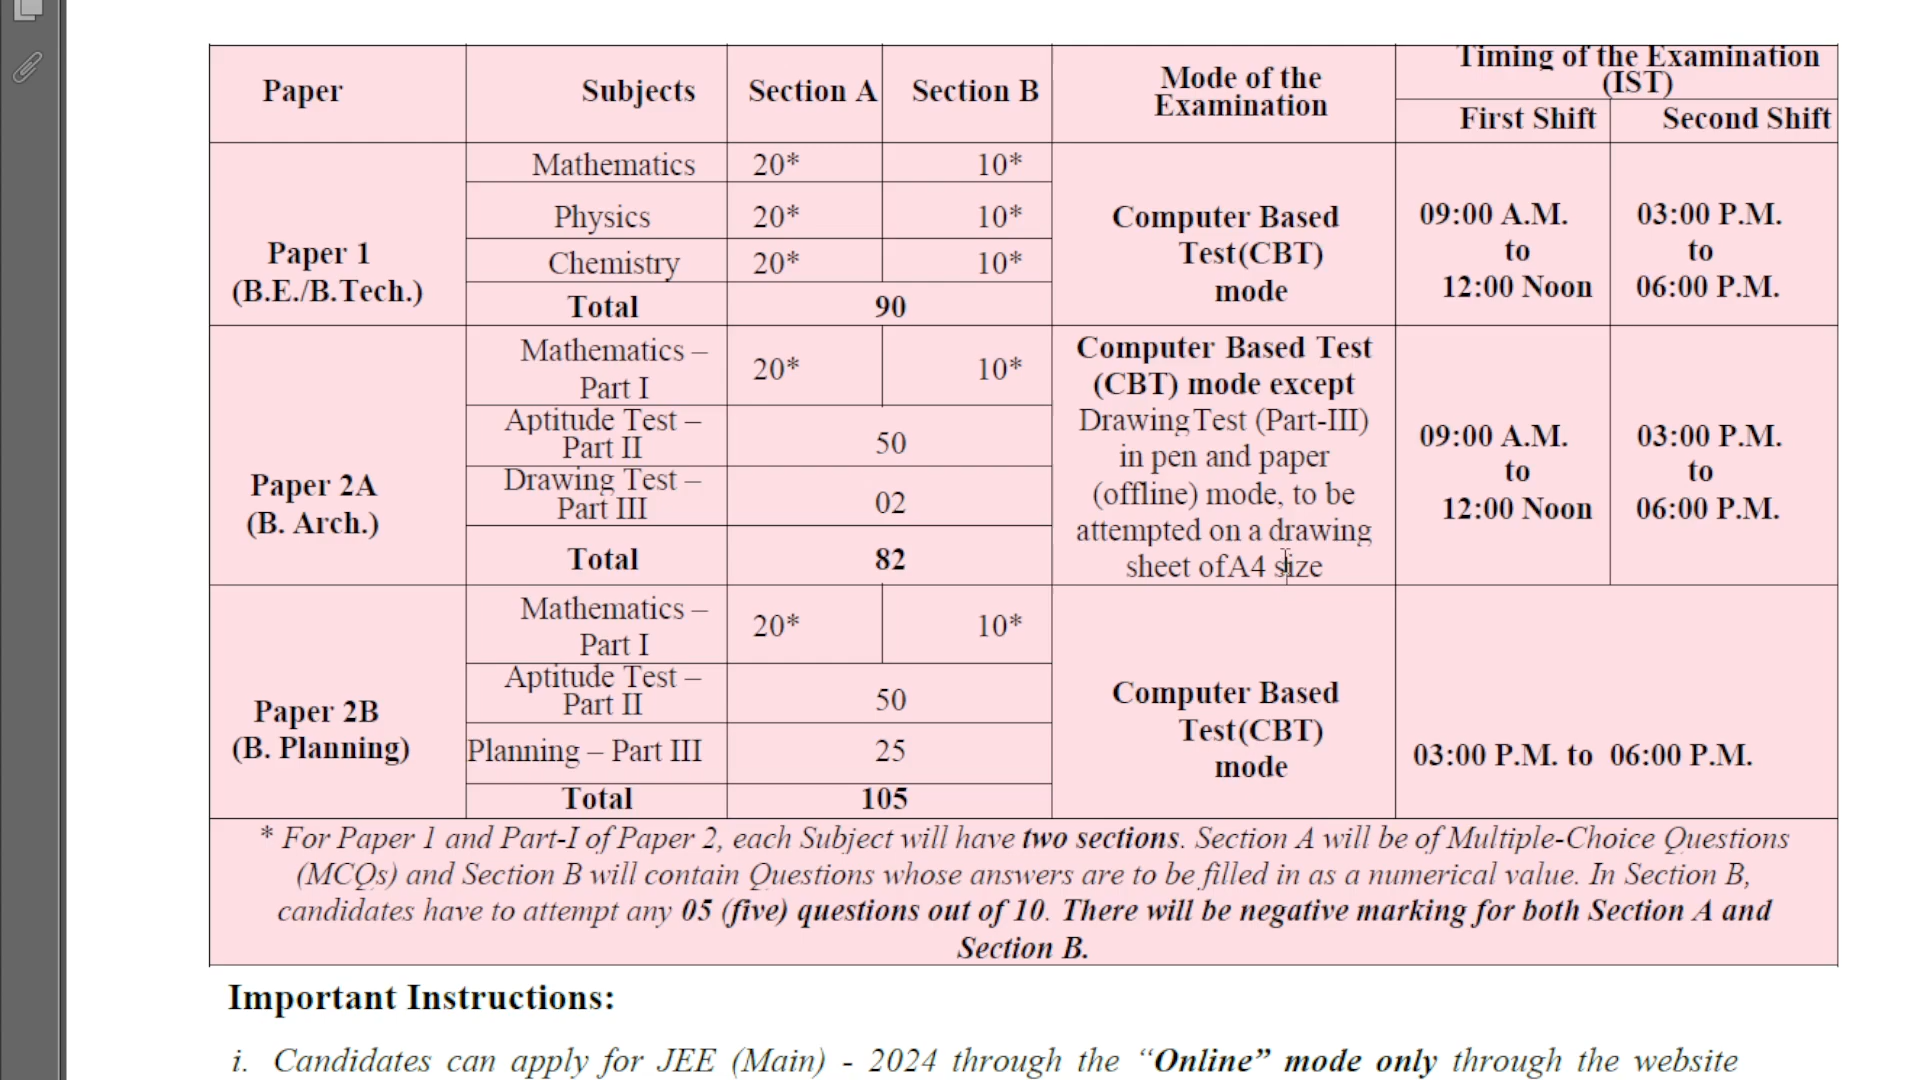 Paper Subjects Section A Section B Mode of the Examination Timing of the Examination (IST)
First Shift Second Shift
Paper 1 (B.E./B.Tech.)
Mathematics 20* 10*
Physics 20* 10*
Chemistry 20* 10*
Total 90
Computer Based
Test(CBT)
mode
09:00 A.M.
to
12:00 Noon
03:00 P.M.
to
06:00 P.M.
Paper 2A
(B. Arch.)
Mathematics –
Part I 20* 10*
Aptitude Test –
Part II 50
Drawing Test –
Part III 02
Total 82
Computer Based Test
(CBT) mode except
DrawingTest (Part-III)
in pen and paper
(offline) mode, to be
attempted on a drawing
sheet ofA4 size
09:00 A.M.
to
12:00 Noon
03:00 P.M.
to
06:00 P.M.
Paper 2B
(B. Planning)
Mathematics –
Part I 20* 10*
Aptitude Test –
Part II 50
Planning – Part III 25
Total 105
Computer Based
Test(CBT)
mode
03:00 P.M. to 06:00 P.M.
* For Paper 1 and Part-I of Paper 2, each Subject will have two sections. Section A will be of Multiple-Choice Questions
(MCQs) and Section B will contain Questions whose answers are to be filled in as a numerical value. In Section B,
candidates have to attempt any 05 (five) questions out of 10. There will be negative marking for both Section A and
Section B.
Important Instructions:
i. Candidates can apply for JEE (Main) - 2024 through the “Online” mode only through the website